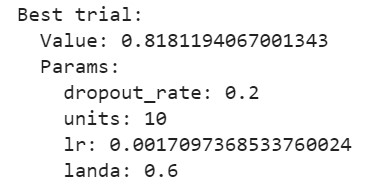 Best trial:
Value: 0.8181194067001343
Params:
dropout_rate: 0.2
units: 10
lr: 0.0017097368533760024
landa: 0.6